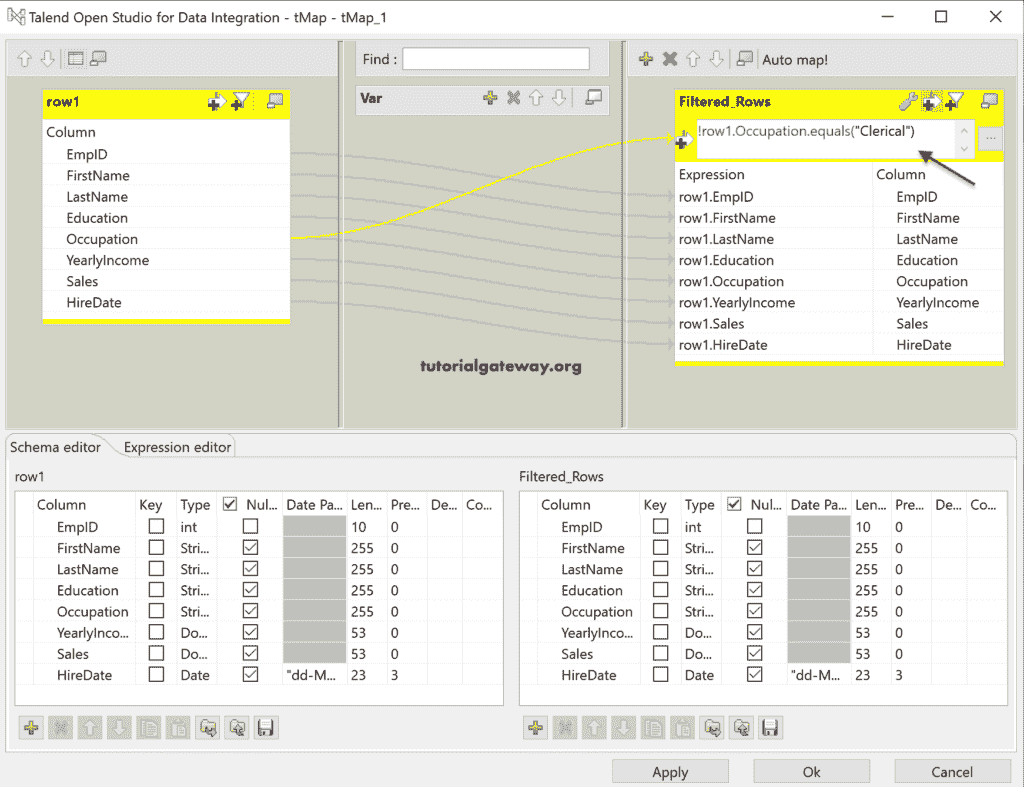 Talend Open Studio for Data Integration - tMap - tMap_1
Find :
Auto map!
row1
Column
EmpID
FirstName
LastName
Education
Occupation
YearlyIncome
Sales
HireDate
Var
Filtered_Rows
!row1.Occupation.equals("Clerical")
...
Expression Column
row1.EmpID EmpID
row1.FirstName FirstName
row1.LastName LastName
row1.Education Education
row1.Occupation Occupation
row1.YearlyIncome YearlyIncome
row1.Sales Sales
row1.HireDate HireDate
tutorialgateway.org
Schema editor Expression editor
row1
Column Key Type Nul... Date Pa... Len... Pre... De... Co...
EmpID int 10 0
FirstName Stri... 255 0
LastName Stri... 255 0
Education Stri... 255 0
Occupation Stri... 255 0
YearlyInco... Do... 53 0
Sales Do... 53 0
HireDate Date "dd-M... 23 3
Filtered_Rows
Column Key Type Nul... Date Pa... Len... Pre... De... Co...
EmpID int 10 0
FirstName Stri... 255 0
LastName Stri... 255 0
Education Stri... 255 0
Occupation Stri... 255 0
YearlyInco... Do... 53 0
Sales Do... 53 0
HireDate Date "dd-M... 23 3
Apply Ok Cancel